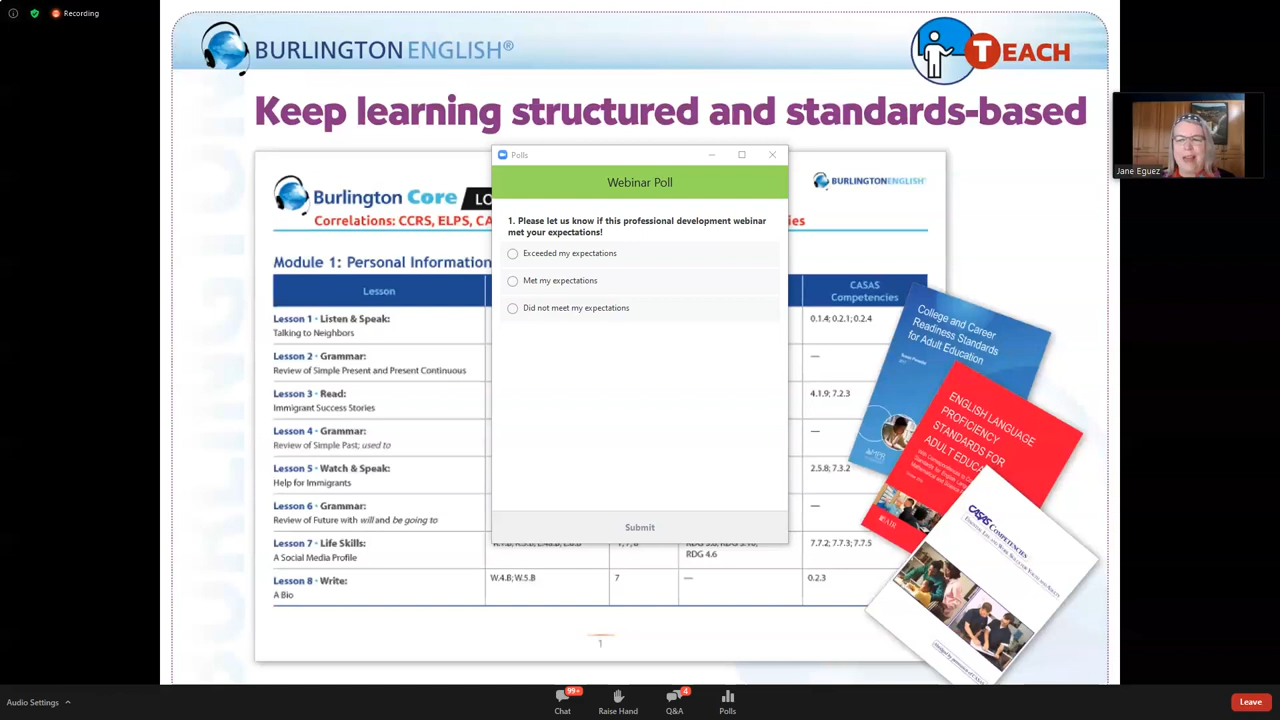 Recording
BURLINGTON ENGLISH®
TEACH
Keep learning structured and standards-based
Jane Eguez
Polls
Webinar Poll
1. Please let us know if this professional development webinar
met your expectations!
Exceeded my expectations
Met my expectations
Did not meet my expectations
Submit
Burlington Core
BURLINGTONENGLISH®
Correlations: CCRS, ELPS, CA
ies
Module 1: Personal Information
Lesson
CASAS
Competencies
Lesson 1 • Listen & Speak:
Talking to Neighbors
0.1.4; 0.2.1; 0.2.4
Lesson 2 • Grammar:
Review of Simple Present and Present Continuous
—
Lesson 3 • Read:
Immigrant Success Stories
4.1.9; 7.2.3
Lesson 4 • Grammar:
Review of Simple Past; used to
—
Lesson 5 • Watch & Speak:
Help for Immigrants
2.5.8; 7.3.2
Lesson 6 • Grammar:
Review of Future with will and be going to
—
Lesson 7 • Life Skills:
A Social Media Profile
RDG 4.6
7.7.2; 7.7.3; 7.7.5
Lesson 8 • Write:
A Bio
W.4.B; W.5.B
7
—
0.2.3
1
College and Career
Readiness Standards
for Adult Education
ENGLISH LANGUAGE
PROFICIENCY
STANDARDS FOR
ADULT EDUCA
AIR
CASAS
COMPETENCIES
Audio Settings
99+
Chat
Raise Hand
4
Q&A
Polls
Leave